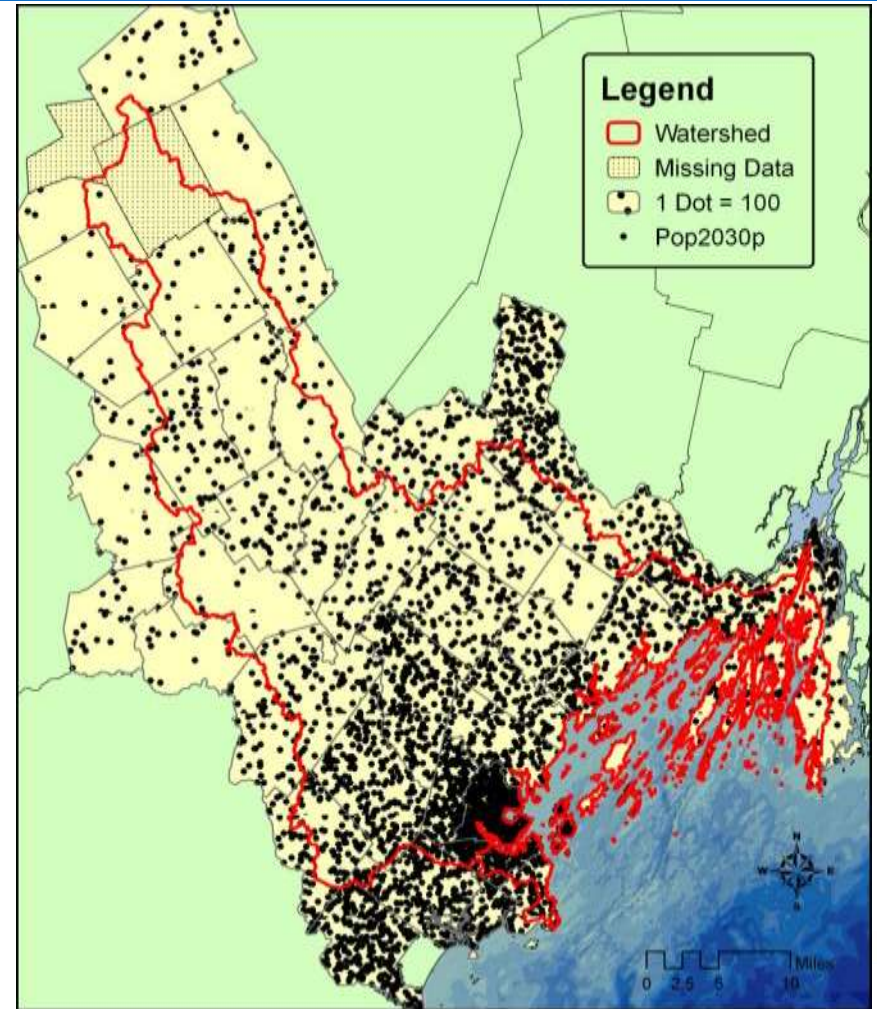 Legend
Watershed
Missing Data
1 Dot = 100
Pop2030p
N
W E
S
Miles
0 2.5 5 10